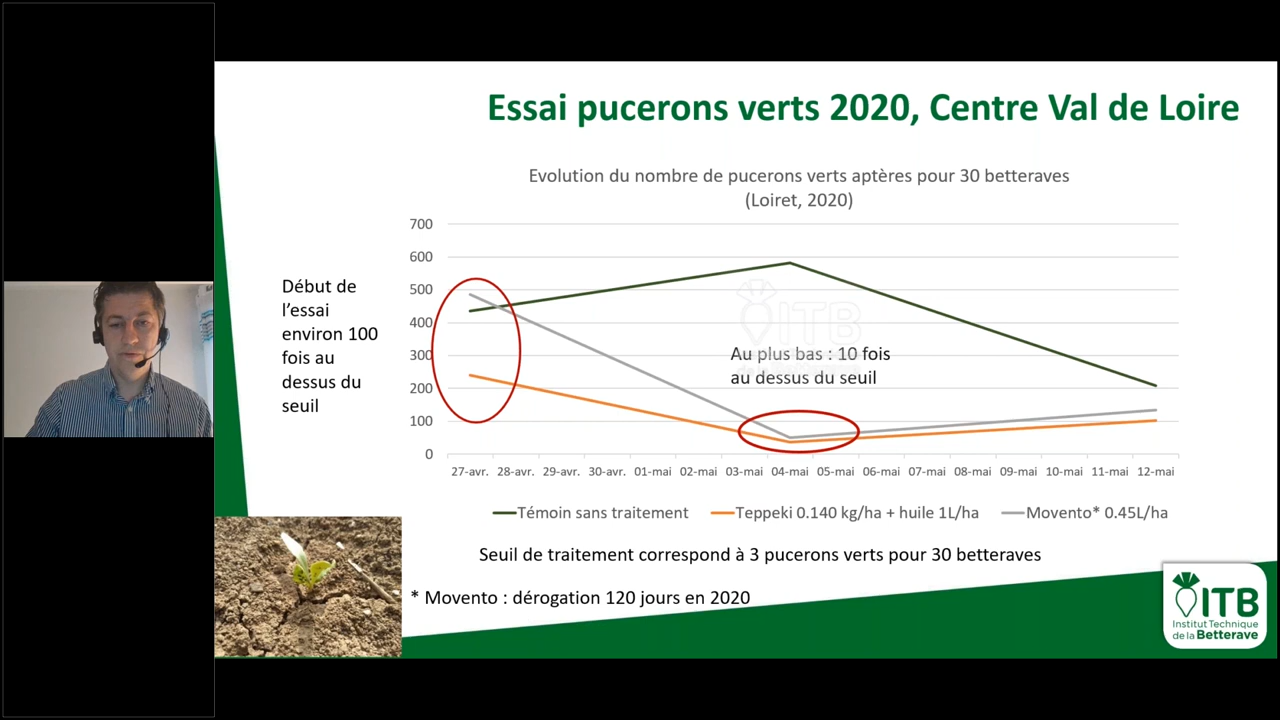 Essai pucerons verts 2020, Centre Val de Loire
Evolution du nombre de pucerons verts aptères pour 30 betteraves
(Loiret, 2020)
700
600
500
400
300
200
100
0
Début de
l’essai
environ 100
fois au
dessus du
seuil
ITB
Au plus bas : 10 fois
au dessus du seuil
27-avr. 28-avr. 29-avr. 30-avr. 01-mai 02-mai 03-mai 04-mai 05-mai 06-mai 07-mai 08-mai 09-mai 10-mai 11-mai 12-mai
Témoin sans traitement Teppeki 0.140 kg/ha + huile 1L/ha Movento* 0.45L/ha
Seuil de traitement correspond à 3 pucerons verts pour 30 betteraves
* Movento : dérogation 120 jours en 2020
ITB
Institut Technique
de la Betterave